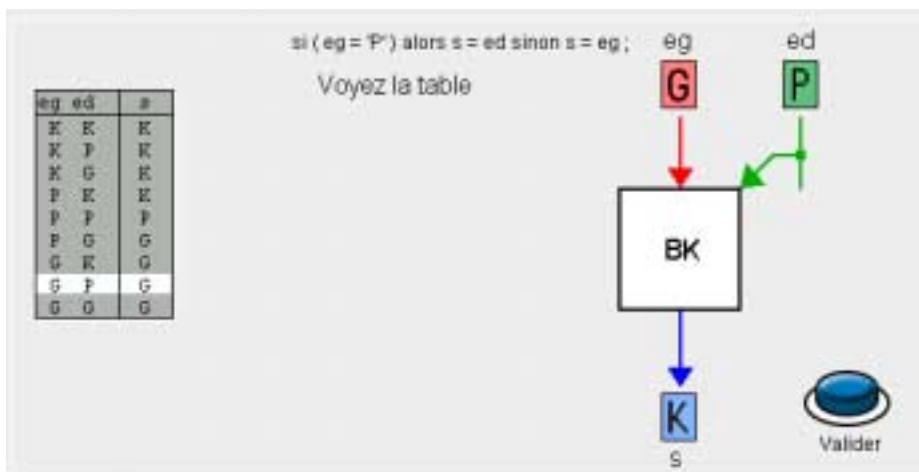 si ( eg = 'P' ) alors s = ed sinon s = eg ;
eg
ed
Voyez la table
G
P
eg ed s
K K K
K P K
K G K
P K K
P P P
P G G
G K G
G P G
G G G
BK
K
s
Valider